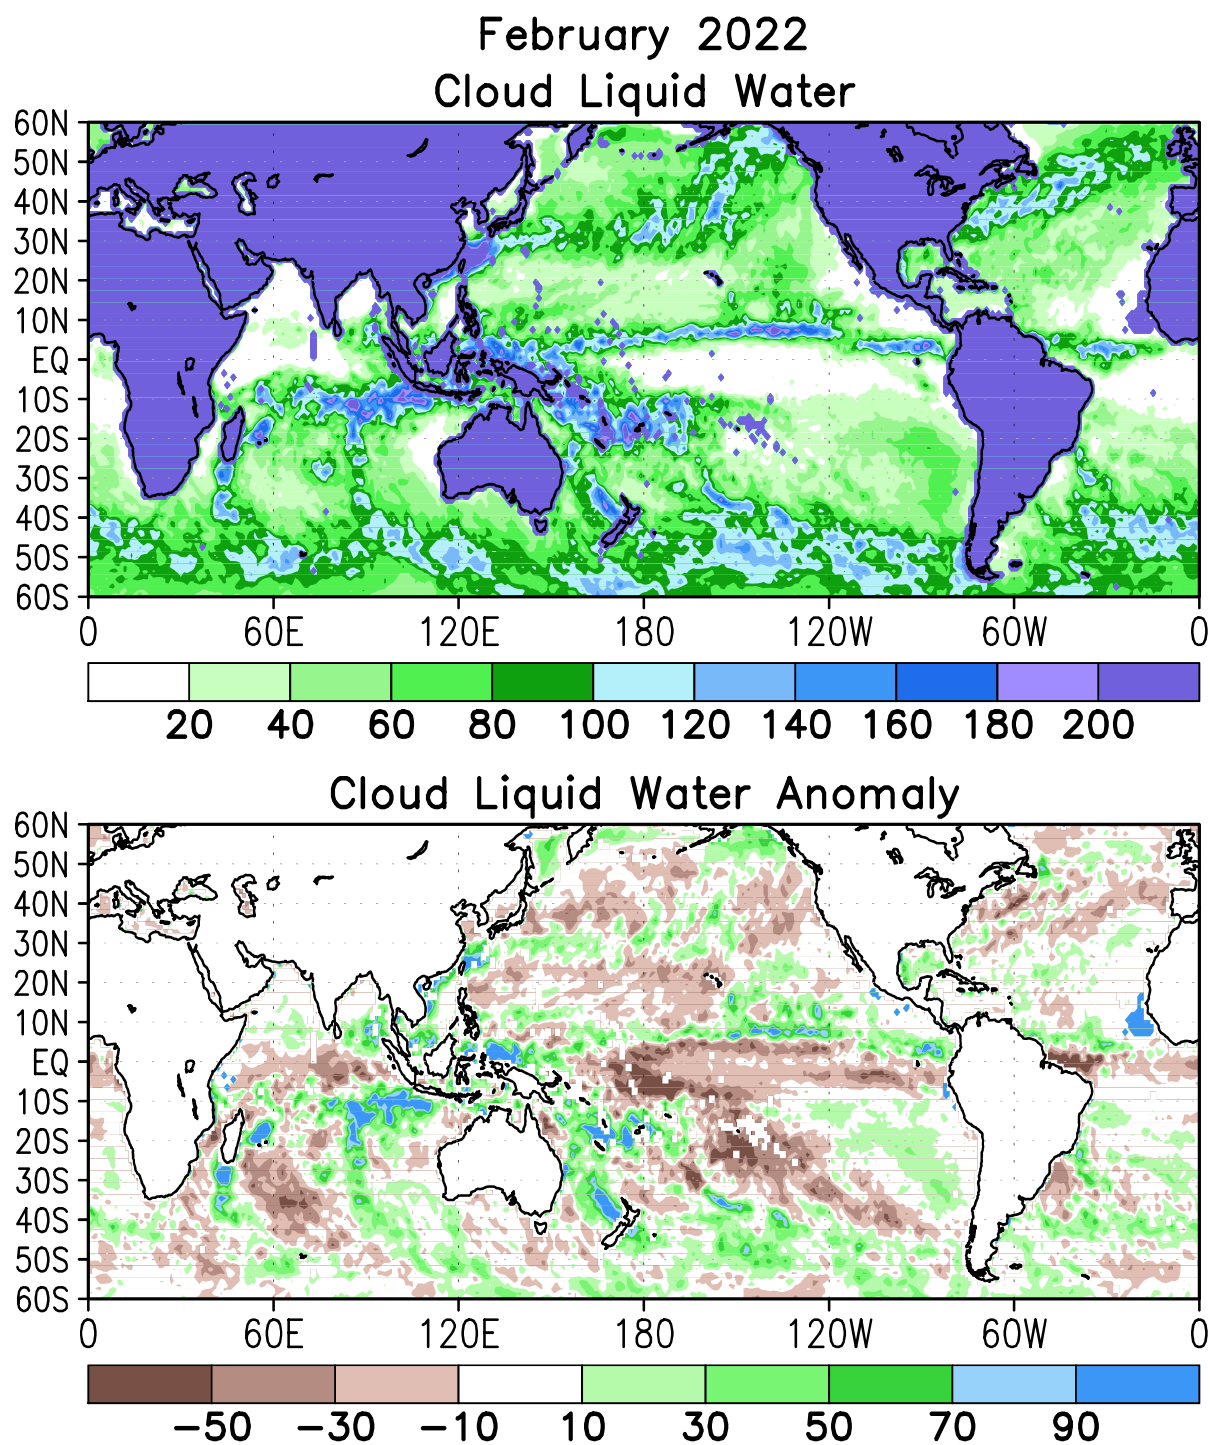 February 2022
Cloud Liquid Water
60N
50N
40N
30N
20N
10N
EQ
10S
20S
30S
40S
50S
60S
0 60E 120E 180 120W 60W 0
20 40 60 80 100 120 140 160 180 200
Cloud Liquid Water Anomaly
60N
50N
40N
30N
20N
10N
EQ
10S
20S
30S
40S
50S
60S
0 60E 120E 180 120W 60W 0
−50 −30 −10 10 30 50 70 90